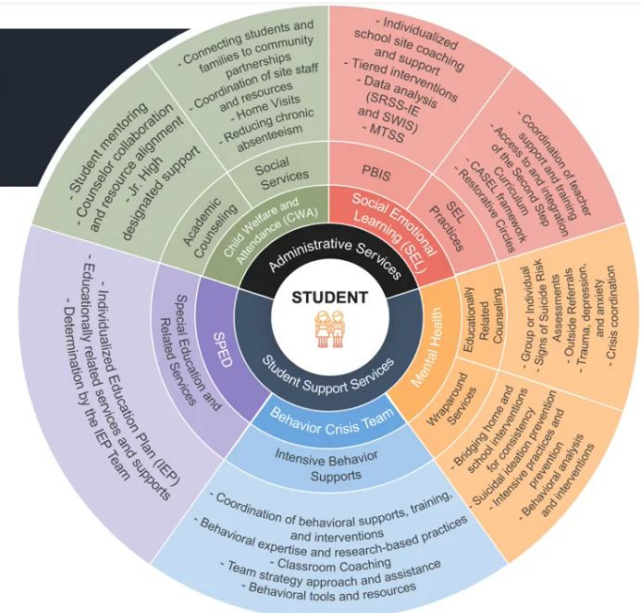 STUDENT
Administrative Services
Student Support Services
Child Welfare and
Attendance (CWA)
Social
Services
- Connecting students and
families to community
partnerships
- Coordination of site staff
and resources
- Home Visits
- Reducing chronic
absenteeism
Academic
Counseling
- Student mentoring
- Counselor collaboration
and resource alignment
- Jr. High
designated support
Social Emotional
Learning (SEL)
PBIS
- Individualized
school site coaching
and support
- Tiered interventions
- Data analysis
(SRSS-IE
and SWIS)
- MTSS
SEL
Practices
- Coordination of teacher
support and training
- Access to and integration
of the Second Step
Curriculum
- CASEL framework
- Restorative Circles
Mental Health
Educationally
Related
Counseling
- Group or Individual
- Signs of Suicide Risk
Assessments
- Outside Referrals
- Trauma, depression,
and anxiety
- Crisis coordination
Wraparound
Services
- Bridging home and
school interventions
for consistency
- Suicidal ideation prevention
- Intensive practices and
prevention
- Behavioral analysis
and interventions
Behavior Crisis Team
Intensive Behavior
Supports
- Coordination of behavioral supports, training,
and interventions
- Behavioral expertise and research-based practices
- Classroom Coaching
- Team strategy approach and assistance
- Behavioral tools and resources
SPED
Special Education and
Related Services
- Individualized Education Plan (IEP)
- Educationally related services and supports
- Determination by the IEP Team